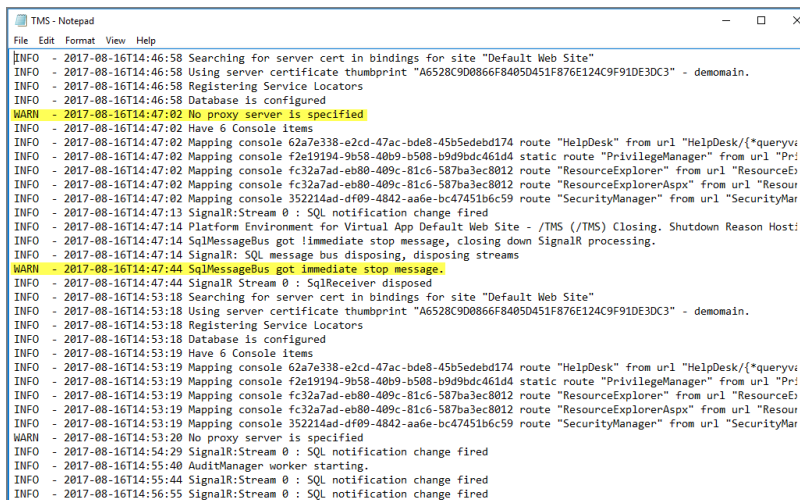 TMS - Notepad
File Edit Format View Help
INFO - 2017-08-16T14:46:58 Searching for server cert in bindings for site "Default Web Site"
INFO - 2017-08-16T14:46:58 Using server certificate thumbprint "A6528C9D0866F8405D451F876E124C9F91DE3DC3" - demomain.
INFO - 2017-08-16T14:46:58 Registering Service Locators
INFO - 2017-08-16T14:46:58 Database is configured
WARN - 2017-08-16T14:47:02 No proxy server is specified
INFO - 2017-08-16T14:47:02 Have 6 Console items
INFO - 2017-08-16T14:47:02 Mapping console 62a7e338-e2cd-47ac-bde8-45b5edebd174 route "HelpDesk" from url "HelpDesk/{*queryva
INFO - 2017-08-16T14:47:02 Mapping console f2e19194-9b58-40b9-b508-b9d9bdc461d4 static route "PrivilegeManager" from url "Pri
INFO - 2017-08-16T14:47:02 Mapping console fc32a7ad-eb80-409c-81c6-587ba3ec8012 route "ResourceExplorer" from url "ResourceEx
INFO - 2017-08-16T14:47:02 Mapping console fc32a7ad-eb80-409c-81c6-587ba3ec8012 route "ResourceExplorerAspx" from url "Resour
INFO - 2017-08-16T14:47:02 Mapping console 352214ad-df09-4842-aa6e-bc47451b6c59 route "SecurityManager" from url "SecurityMan
INFO - 2017-08-16T14:47:13 SignalR:Stream 0 : SQL notification change fired
INFO - 2017-08-16T14:47:14 Platform Environment for Virtual App Default Web Site - /TMS (/TMS) Closing. Shutdown Reason Hosti
INFO - 2017-08-16T14:47:14 SqlMessageBus got !immediate stop message, closing down SignalR processing.
INFO - 2017-08-16T14:47:14 SignalR: SQL message bus disposing, disposing streams
WARN - 2017-08-16T14:47:44 SqlMessageBus got immediate stop message.
INFO - 2017-08-16T14:47:44 SignalR Stream 0 : SqlReceiver disposed
INFO - 2017-08-16T14:53:18 Searching for server cert in bindings for site "Default Web Site"
INFO - 2017-08-16T14:53:18 Using server certificate thumbprint "A6528C9D0866F8405D451F876E124C9F91DE3DC3" - demomain.
INFO - 2017-08-16T14:53:18 Registering Service Locators
INFO - 2017-08-16T14:53:18 Database is configured
INFO - 2017-08-16T14:53:19 Have 6 Console items
INFO - 2017-08-16T14:53:19 Mapping console 62a7e338-e2cd-47ac-bde8-45b5edebd174 route "HelpDesk" from url "HelpDesk/{*queryva
INFO - 2017-08-16T14:53:19 Mapping console f2e19194-9b58-40b9-b508-b9d9bdc461d4 static route "PrivilegeManager" from url "Pri
INFO - 2017-08-16T14:53:19 Mapping console fc32a7ad-eb80-409c-81c6-587ba3ec8012 route "ResourceExplorer" from url "ResourceEx
INFO - 2017-08-16T14:53:19 Mapping console fc32a7ad-eb80-409c-81c6-587ba3ec8012 route "ResourceExplorerAspx" from url "Resour
INFO - 2017-08-16T14:53:19 Mapping console 352214ad-df09-4842-aa6e-bc47451b6c59 route "SecurityManager" from url "SecurityMan
WARN - 2017-08-16T14:53:20 No proxy server is specified
INFO - 2017-08-16T14:54:29 SignalR:Stream 0 : SQL notification change fired
INFO - 2017-08-16T14:55:40 AuditManager worker starting.
INFO - 2017-08-16T14:55:44 SignalR:Stream 0 : SQL notification change fired
INFO - 2017-08-16T14:56:55 SignalR:Stream 0 : SQL notification change fired